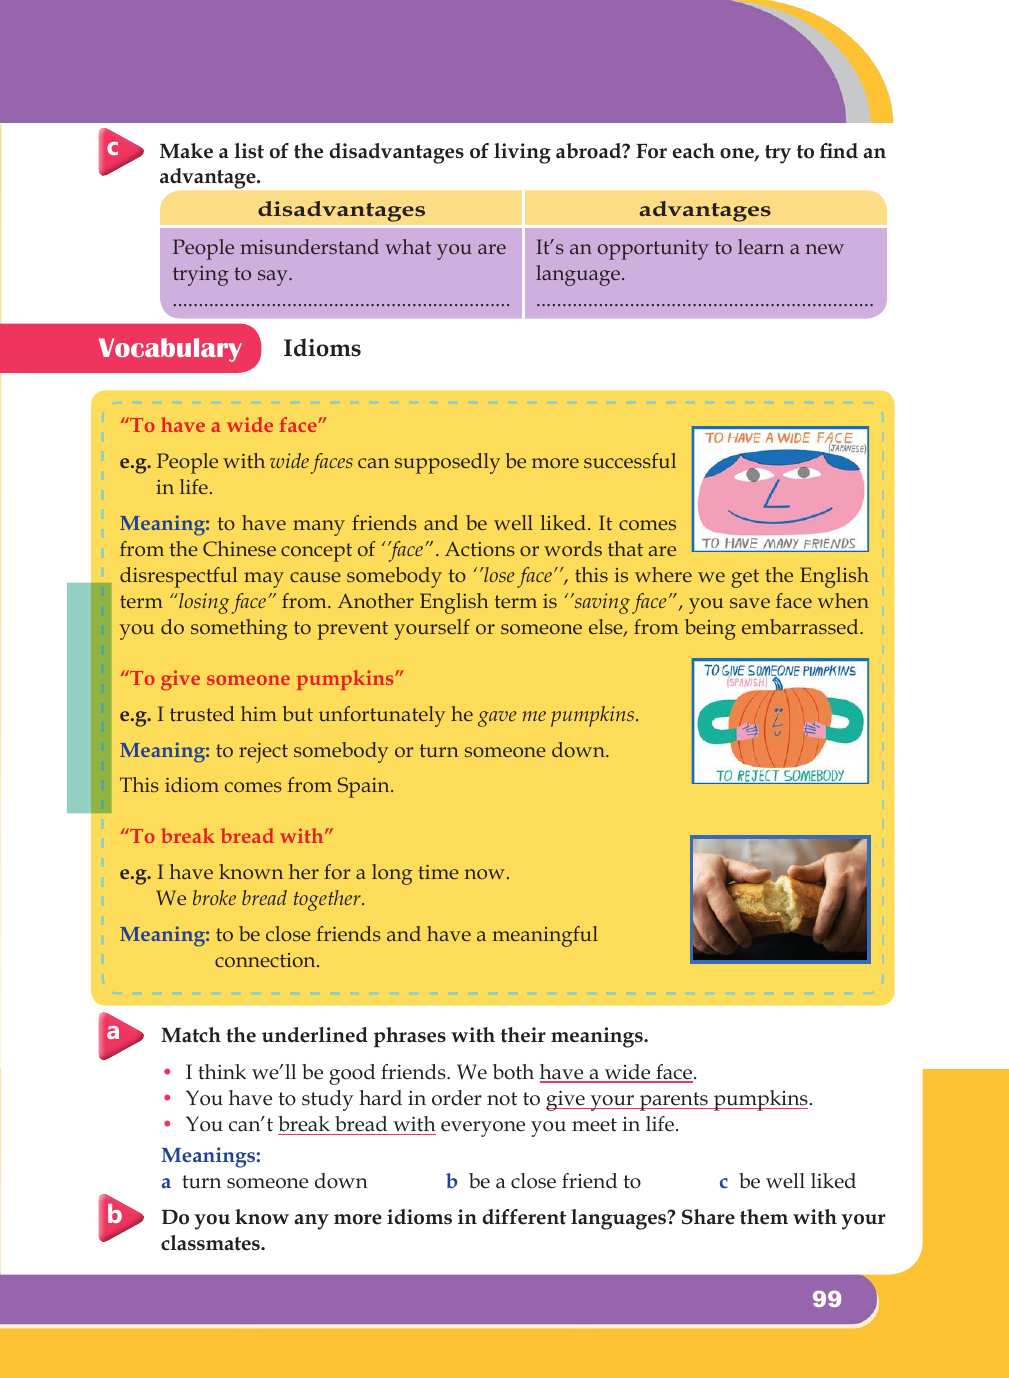 c
Make a list of the disadvantages of living abroad? For each one, try to find an
advantage.
disadvantages
advantages
People misunderstand what you are
trying to say.
It’s an opportunity to learn a new
language.
Vocabulary
Idioms
“To have a wide face”
e.g. People with wide faces can supposedly be more successful
in life.
TO HAVE A WIDE FACE
(JAPANESE)
TO HAVE MANY FRIENDS
Meaning: to have many friends and be well liked. It comes
from the Chinese concept of ‘’face”. Actions or words that are
disrespectful may cause somebody to ‘’lose face’’, this is where we get the English
term “losing face” from. Another English term is ‘’saving face”, you save face when
you do something to prevent yourself or someone else, from being embarrassed.
“To give someone pumpkins”
e.g. I trusted him but unfortunately he gave me pumpkins.
Meaning: to reject somebody or turn someone down.
This idiom comes from Spain.
TO GIVE SOMEONE PUMPKINS
(SPANISH)
TO REJECT SOMEBODY
“To break bread with”
e.g. I have known her for a long time now.
We broke bread together.
Meaning: to be close friends and have a meaningful
connection.
a
Match the underlined phrases with their meanings.
• I think we’ll be good friends. We both have a wide face.
• You have to study hard in order not to give your parents pumpkins.
• You can’t break bread with everyone you meet in life.
Meanings:
a turn someone down b be a close friend to c be well liked
b
Do you know any more idioms in different languages? Share them with your
classmates.
99